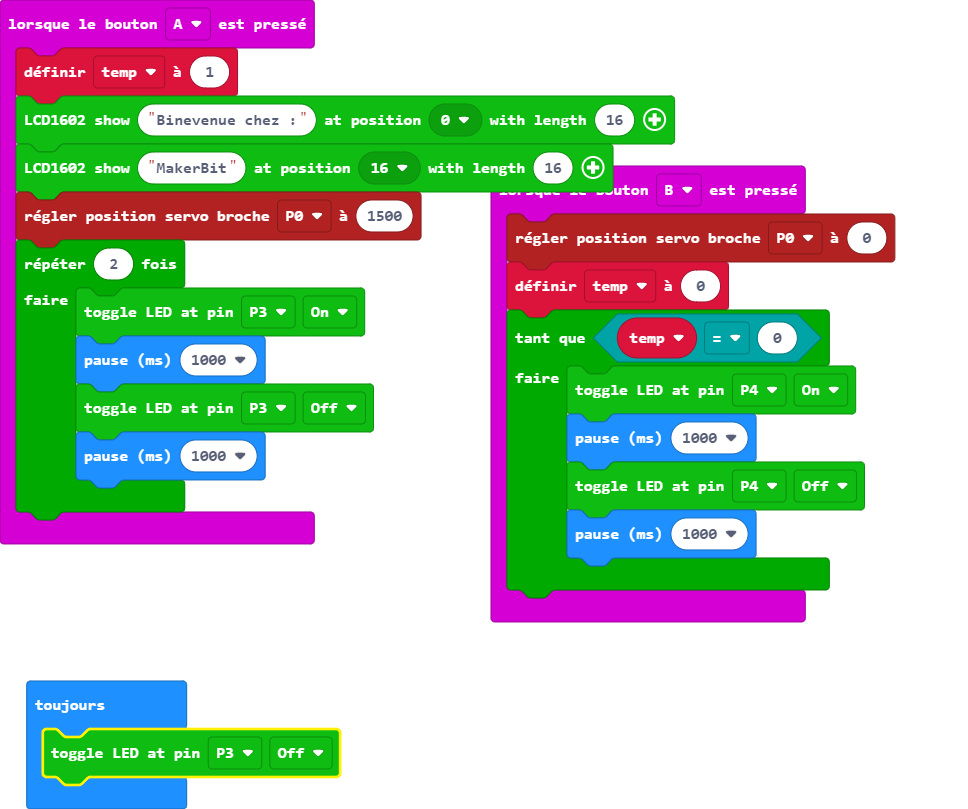 lorsque le bouton A est pressé
définir temp à 1
LCD1602 show "Binevenue chez :" at position 0 with length 16
LCD1602 show "MakerBit" at position 16 with length 16
régler position servo broche P0 à 1500
répéter 2 fois
faire
toggle LED at pin P3 On
pause (ms) 1000
toggle LED at pin P3 Off
pause (ms) 1000
lorsque le bouton B est pressé
régler position servo broche P0 à 0
définir temp à 0
tant que temp = 0
faire
toggle LED at pin P4 On
pause (ms) 1000
toggle LED at pin P4 Off
pause (ms) 1000
toujours
toggle LED at pin P3 Off